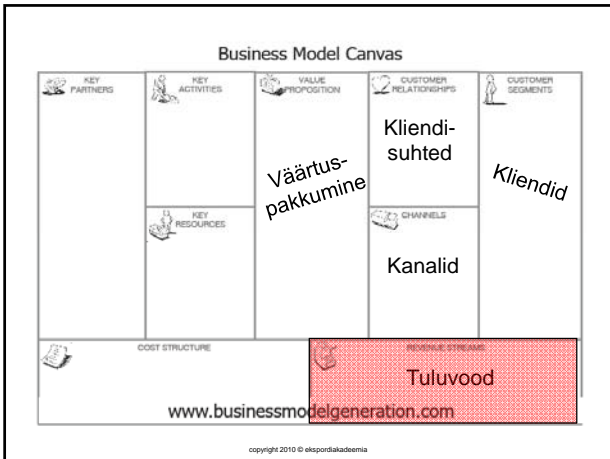 Business Model Canvas
KEY
PARTNERS
KEY
ACTIVITIES
VALUE
PROPOSITION
CUSTOMER
RELATIONSHIPS
CUSTOMER
SEGMENTS
Väärtus-
pakkumine
Kliendi-
suhted
Kliendid
KEY
RESOURCES
CHANNELS
Kanalid
COST STRUCTURE
REVENUE STREAMS
Tuluvood
www.businessmodelgeneration.com
copyright 2010 © ekspordiakadeemia